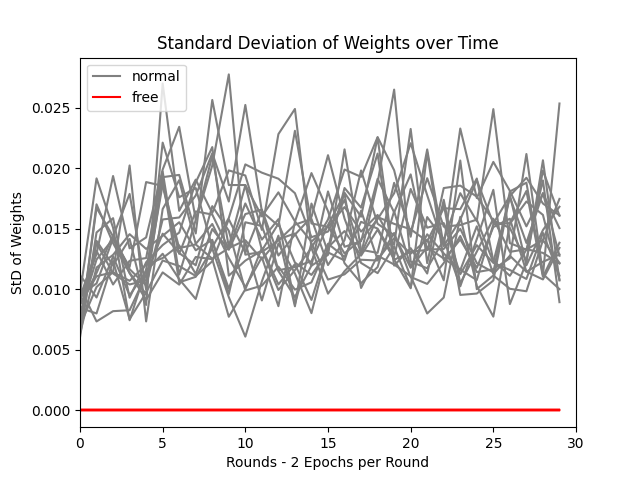 Standard Deviation of Weights over Time
normal
free
StD of Weights
0.025
0.020
0.015
0.010
0.005
0.000
0
5
10
15
20
25
30
Rounds - 2 Epochs per Round